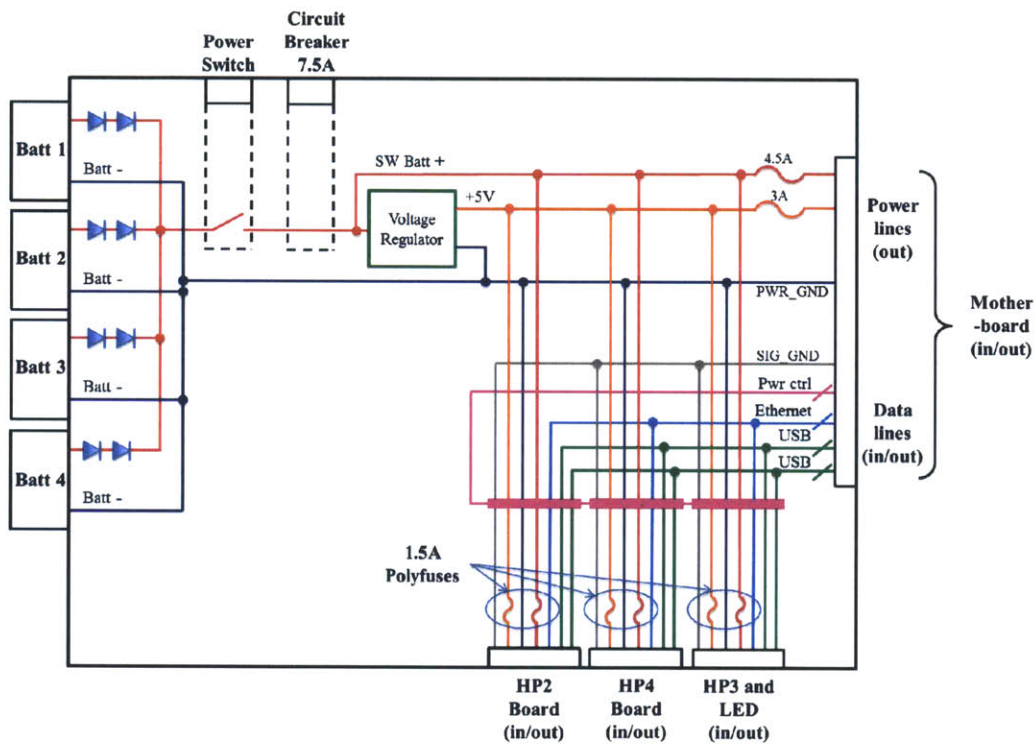 Circuit
Breaker
7.5A
Power
Switch
Batt 1
Batt -
Batt 2
Batt -
Batt 3
Batt -
Batt 4
Batt -
SW Batt +
4.5A
+5V
3A
Voltage
Regulator
PWR_GND
SIG_GND
Pwr ctrl
Ethernet
USB
USB
Power
lines
(out)
Data
lines
(in/out)
Mother
-board
(in/out)
1.5A
Polyfuses
HP2
Board
(in/out)
HP4
Board
(in/out)
HP3 and
LED
(in/out)